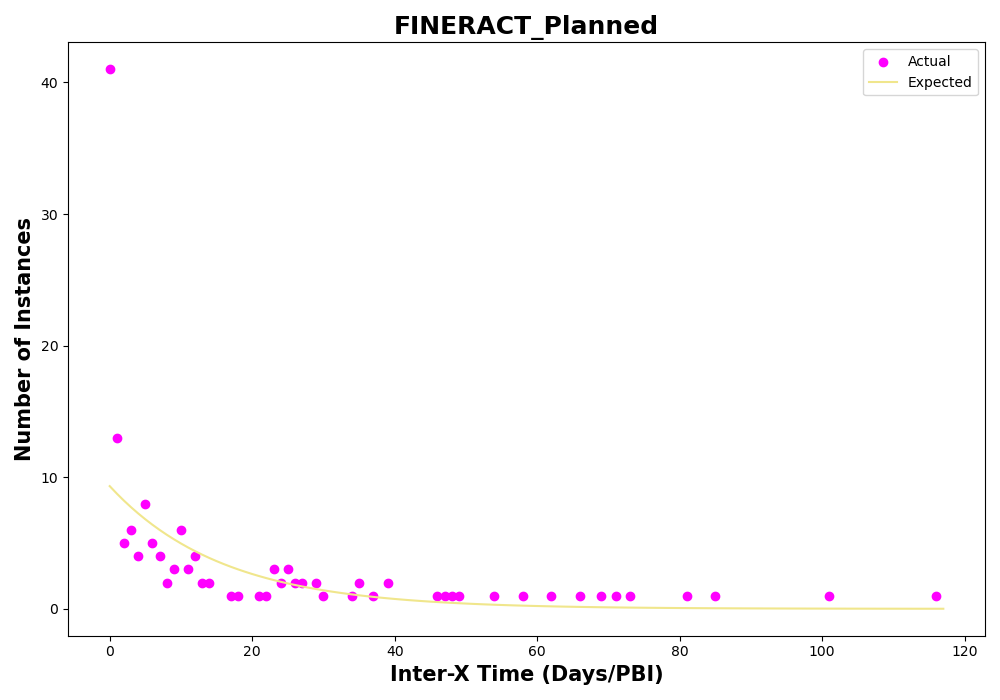 FINERACT_Planned
Actual
Expected
Number of Instances
40
30
20
10
0
0
20
40
60
80
100
120
Inter-X Time (Days/PBI)